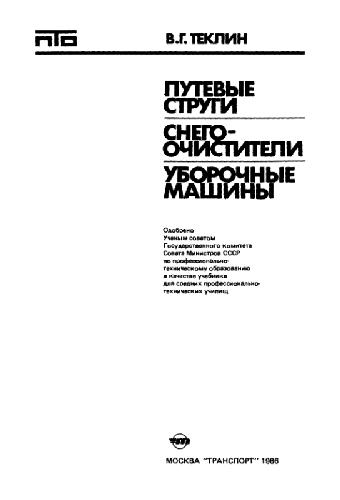 ПТО
В.Г. ТЕКЛИН
ПУТЕВЫЕ
СТРУГИ
СНЕГО-
ОЧИСТИТЕЛИ
УБОРОЧНЫЕ
МАШИНЫ
Одобрено
Ученым советом
Государственного комитета
Совета Министров СССР
по профессионально-
техническому образованию
в качестве учебника
для средних профессионально-
технических училищ
МОСКВА "ТРАНСПОРТ" 1986